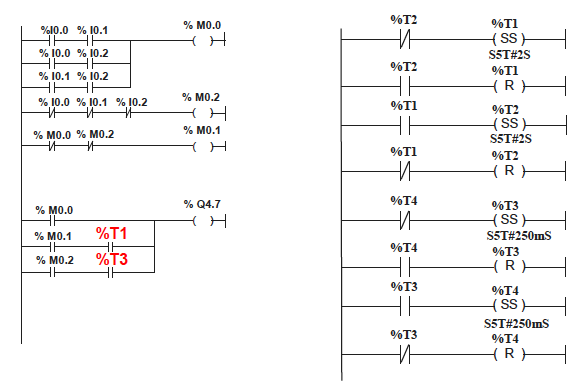 %I0.0 % I0.1 % M0.0
( )
% I0.0 % I0.2
% I0.1 % I0.2
% I0.0 % I0.1 % I0.2 % M0.2
( )
% M0.0 % M0.2 % M0.1
( )
% M0.0 % Q4.7
( )
% M0.1 %T1
% M0.2 %T3
%T2 %T1
( SS )
S5T#2S
%T2 %T1
( R )
%T1 %T2
( SS )
S5T#2S
%T1 %T2
( R )
%T4 %T3
( SS )
S5T#250mS
%T4 %T3
( R )
%T3 %T4
( SS )
S5T#250mS
%T3 %T4
( R )